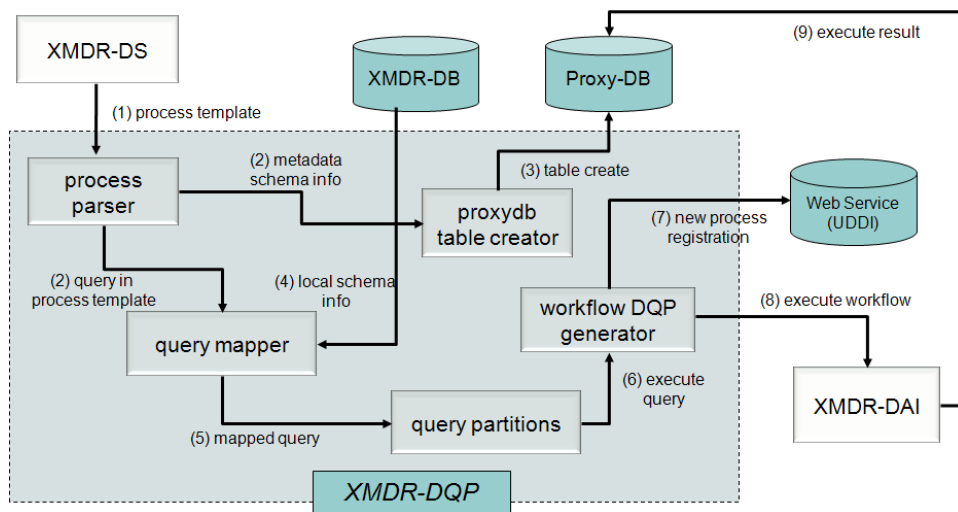 XMDR-DS
XMDR-DB
Proxy-DB
(9) execute result
(1) process template
process
parser
(2) metadata
schema info
(3) table create
proxydb
table creator
Web Service
(UDDI)
(7) new process
registration
(2) query in
process template
(4) local schema
info
query mapper
workflow DQP
generator
(8) execute workflow
(5) mapped query
query partitions
(6) execute
query
XMDR-DAI
XMDR-DQP